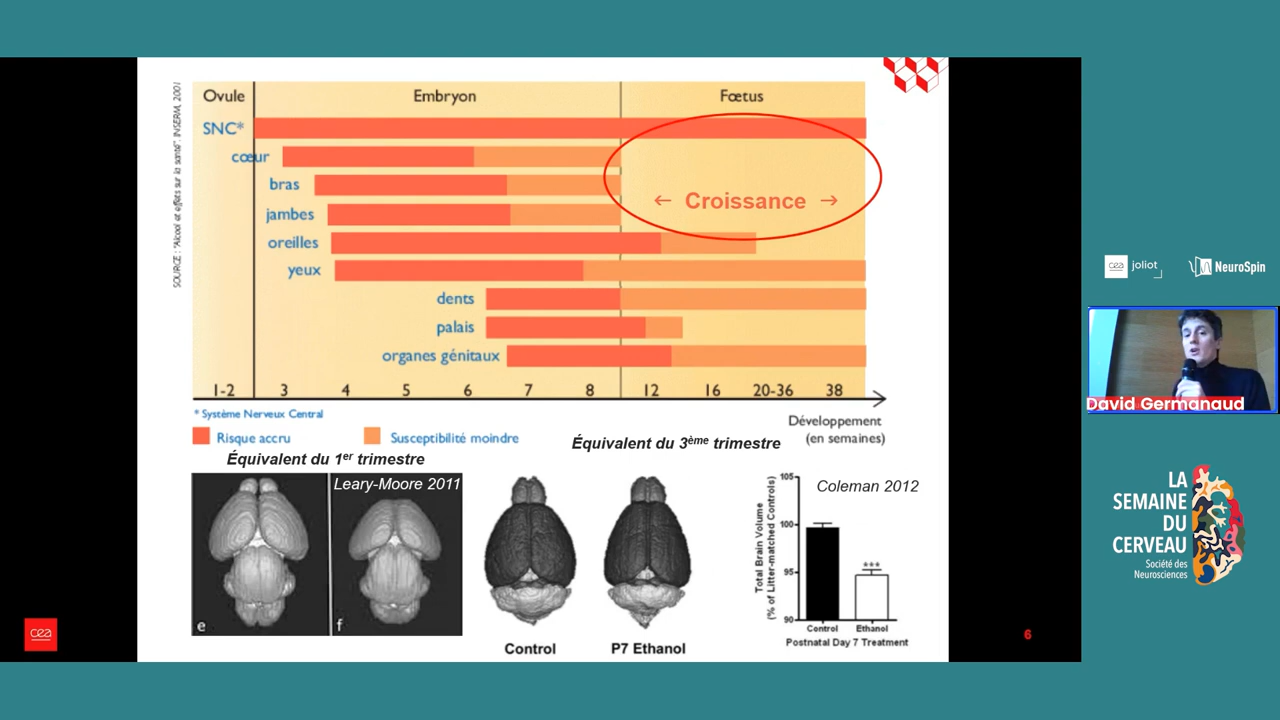 SOURCE : "Alcool et effets sur la santé". INSERM, 2001
Ovule
Embryon
Fœtus
SNC*
cœur
bras
← Croissance →
jambes
oreilles
yeux
dents
palais
organes génitaux
1-2 3 4 5 6 7 8 12 16 20-36 38
* Système Nerveux Central
Développement
(en semaines)
Risque accru
Susceptibilité moindre
Équivalent du 1er trimestre
Équivalent du 3ème trimestre
Leary-Moore 2011
e
f
Control
P7 Ethanol
Coleman 2012
Total Brain Volume
(% of Litter-matched Controls)
105
100
95
90
***
Control
Ethanol
Postnatal Day 7 Treatment
cea
6
cea
joliot
NeuroSpin
David Germanaud
LA
SEMAINE
DU
CERVEAU
Société des
Neurosciences